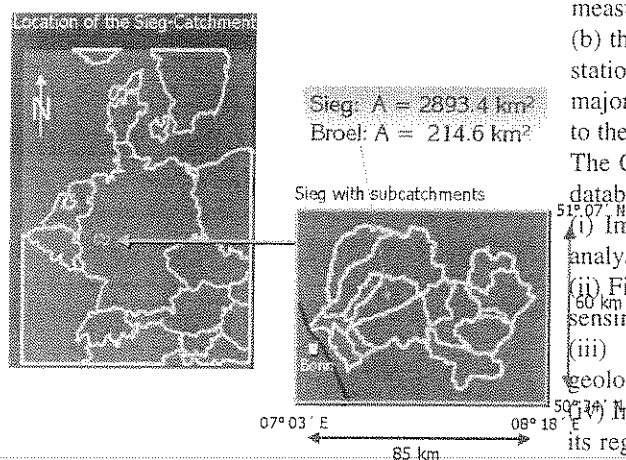 Location of the Sieg-Catchment
N
Sieg: A = 2893.4 km²
Broel: A = 214.6 km²
Sieg with subcatchments
51° 07´ N
60 km
Bonn
50° 34´ N
07° 03´ E
08° 18´ E
85 km
(b) th
statio
major
to the
The C
datab
(i) Im
analy
(ii) Fi
sensin
(iii)
geolo
(iv) In
its reg